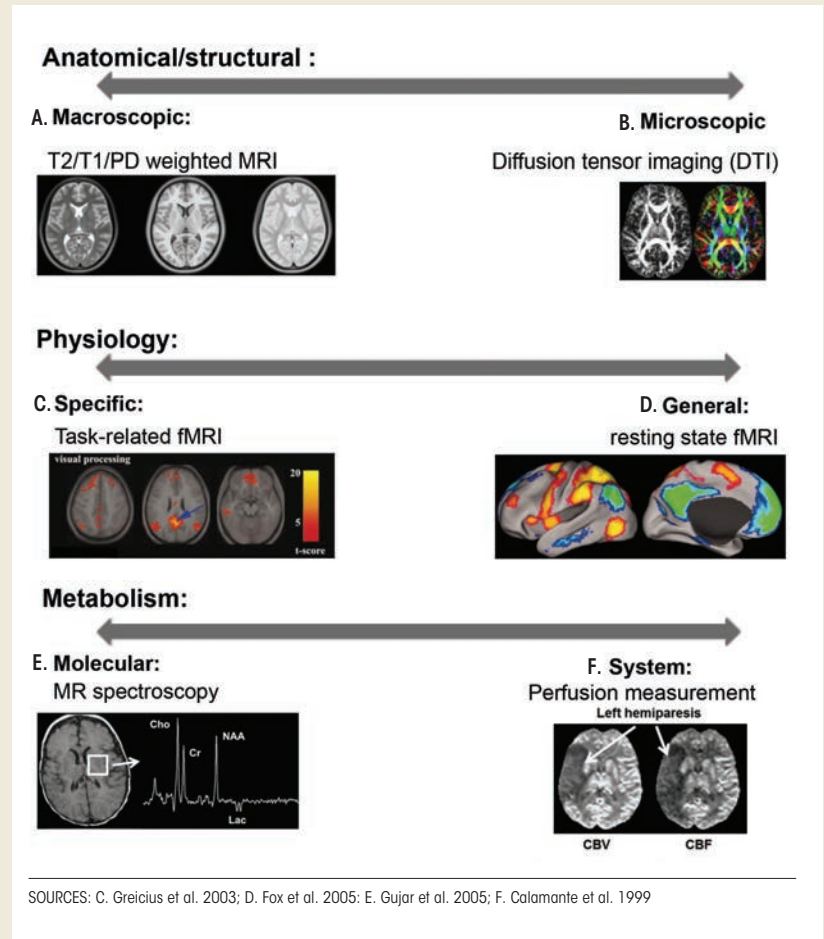 Anatomical/structural :
A. Macroscopic:
T2/T1/PD weighted MRI
B. Microscopic
Diffusion tensor imaging (DTI)
Physiology:
C. Specific:
Task-related fMRI
visual processing
20
5
t-score
D. General:
resting state fMRI
Metabolism:
E. Molecular:
MR spectroscopy
Cho
Cr
NAA
Lac
F. System:
Perfusion measurement
Left hemiparesis
CBV CBF
SOURCES: C. Greicius et al. 2003; D. Fox et al. 2005: E. Gujar et al. 2005; F. Calamante et al. 1999